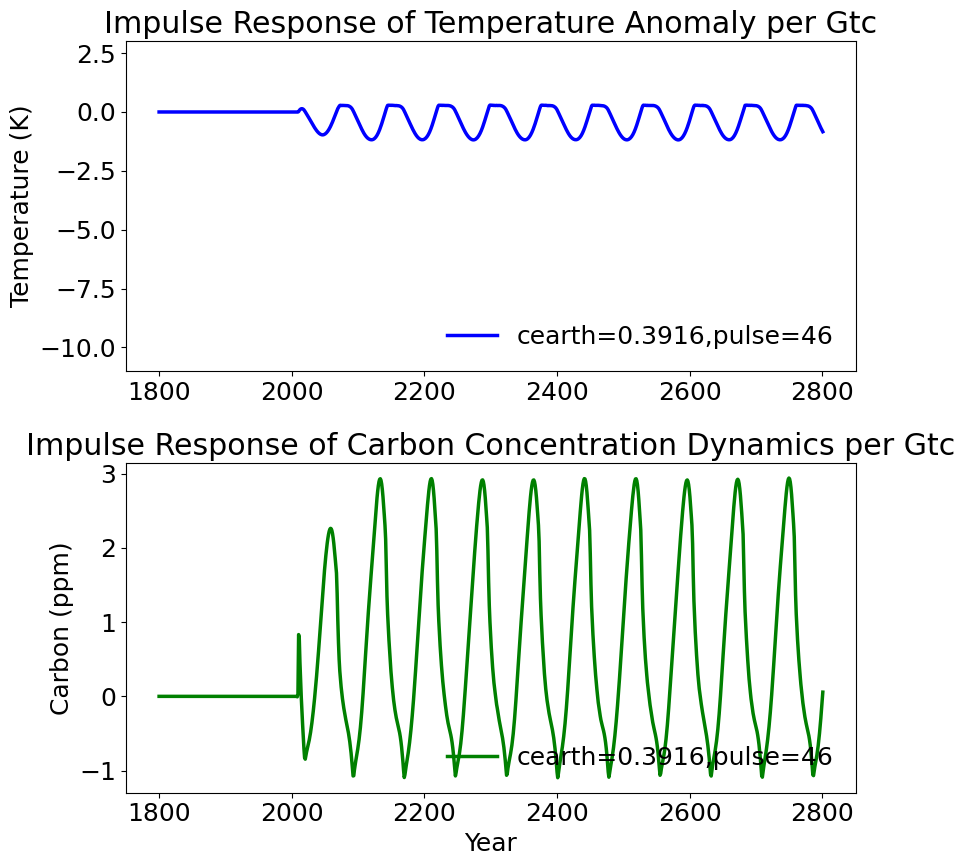 Impulse Response of Temperature Anomaly per Gtc
2.5
0.0
−2.5
−5.0
−7.5
−10.0
Temperature (K)
cearth=0.3916,pulse=46
1800 2000 2200 2400 2600 2800
Impulse Response of Carbon Concentration Dynamics per Gtc
3
2
1
0
−1
Carbon (ppm)
cearth=0.3916,pulse=46
1800 2000 2200 2400 2600 2800
Year